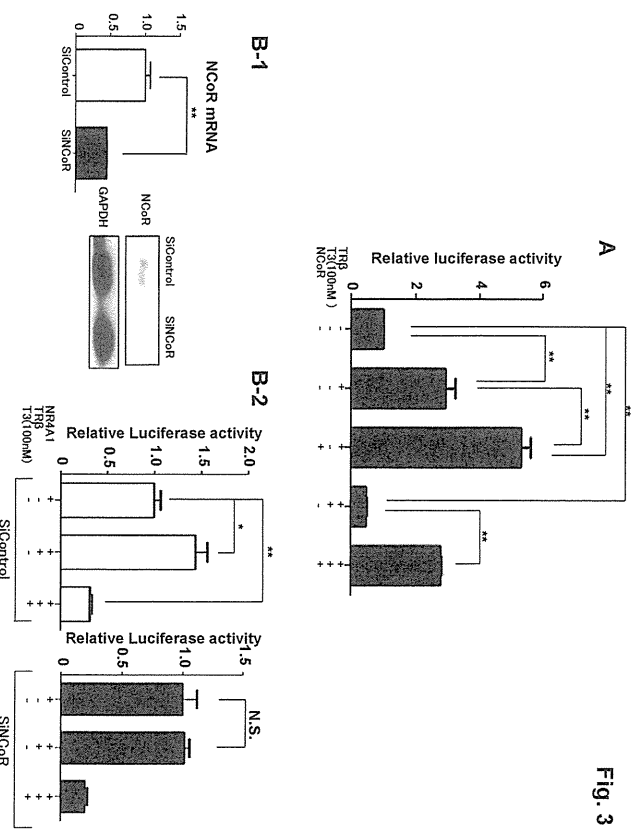 Fig. 3
A
Relative luciferase activity
6
4
2
0
**
**
**
**
**
TRβ - + + + +
T3(100nM) - - - + +
NCoR - - + - +
B-1
NCoR mRNA
1.5
1.0
0.5
0
**
SiControl SiNCoR
SiControl SiNCoR
NCoR
GAPDH
B-2
Relative Luciferase activity
2.0
1.5
1.0
0.5
0
**
*
NR4A1 + + +
TRβ - + +
T3(100nM) - - +
SiControl
Relative Luciferase activity
1.5
1.0
0.5
0
N.S.
+ + +
- + +
- - +
SiNCoR